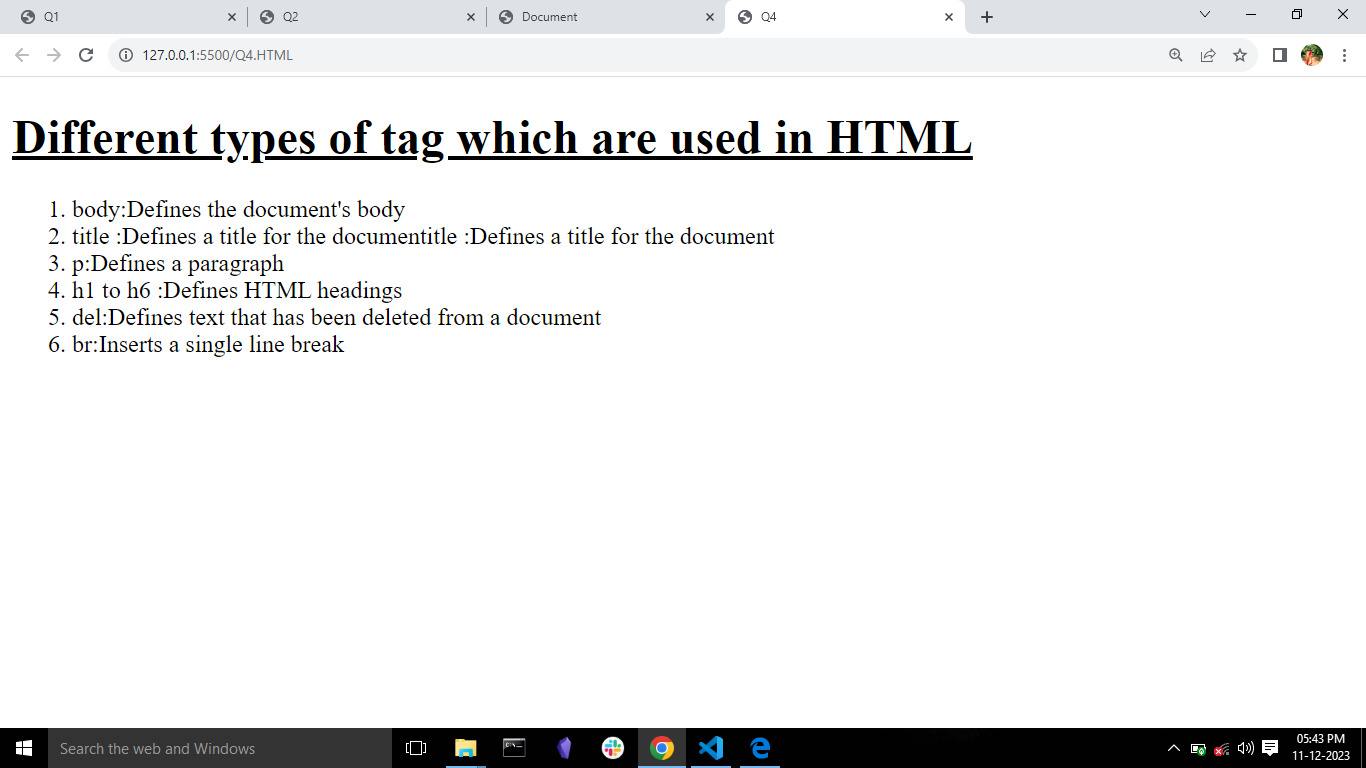 Q1
Q2
Document
Q4
127.0.0.1:5500/Q4.HTML
Different types of tag which are used in HTML
1. body:Defines the document's body
2. title :Defines a title for the documentitle :Defines a title for the document
3. p:Defines a paragraph
4. h1 to h6 :Defines HTML headings
5. del:Defines text that has been deleted from a document
6. br:Inserts a single line break
Search the web and Windows
05:43 PM
11-12-2023